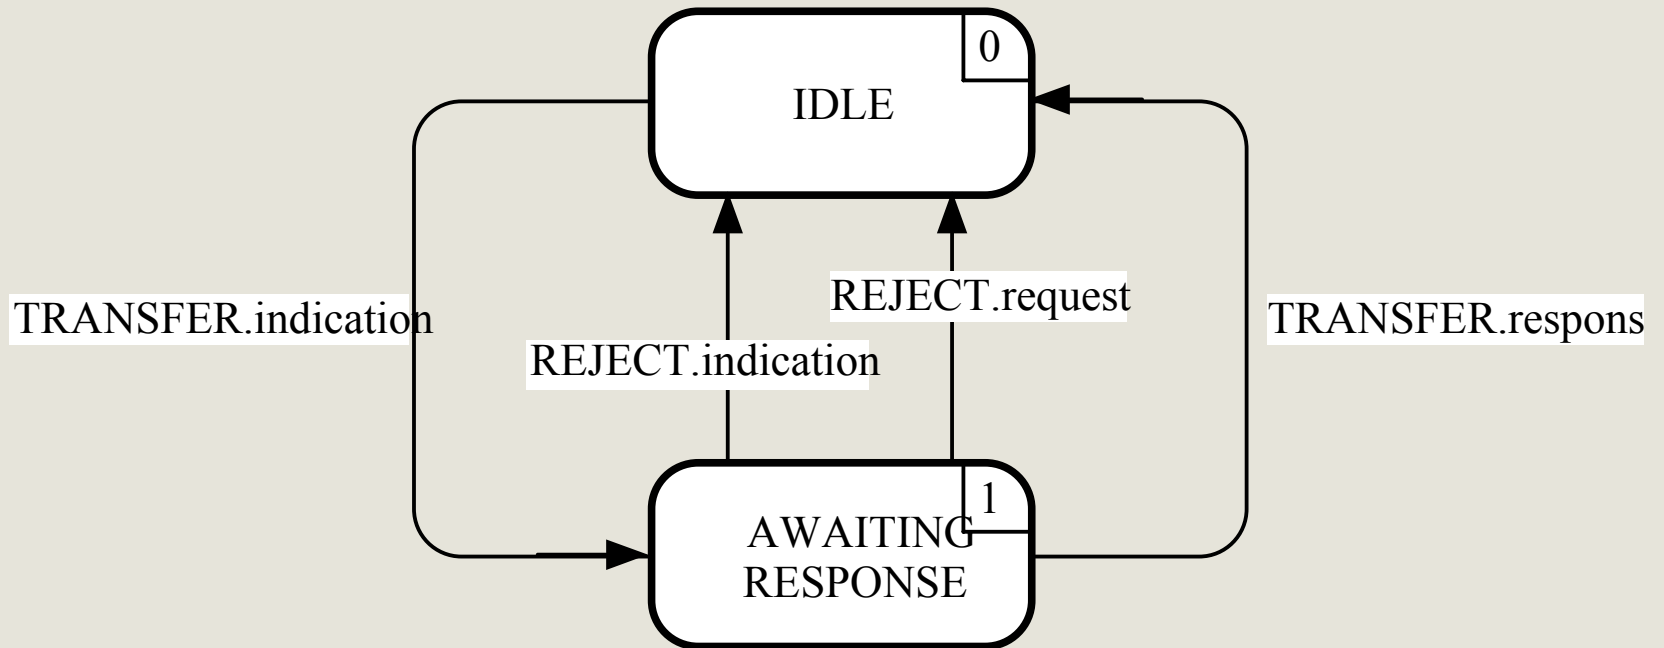 0
IDLE
REJECT.request
TRANSFER.indication
TRANSFER.respons
REJECT.indication
1
AWAITING
RESPONSE